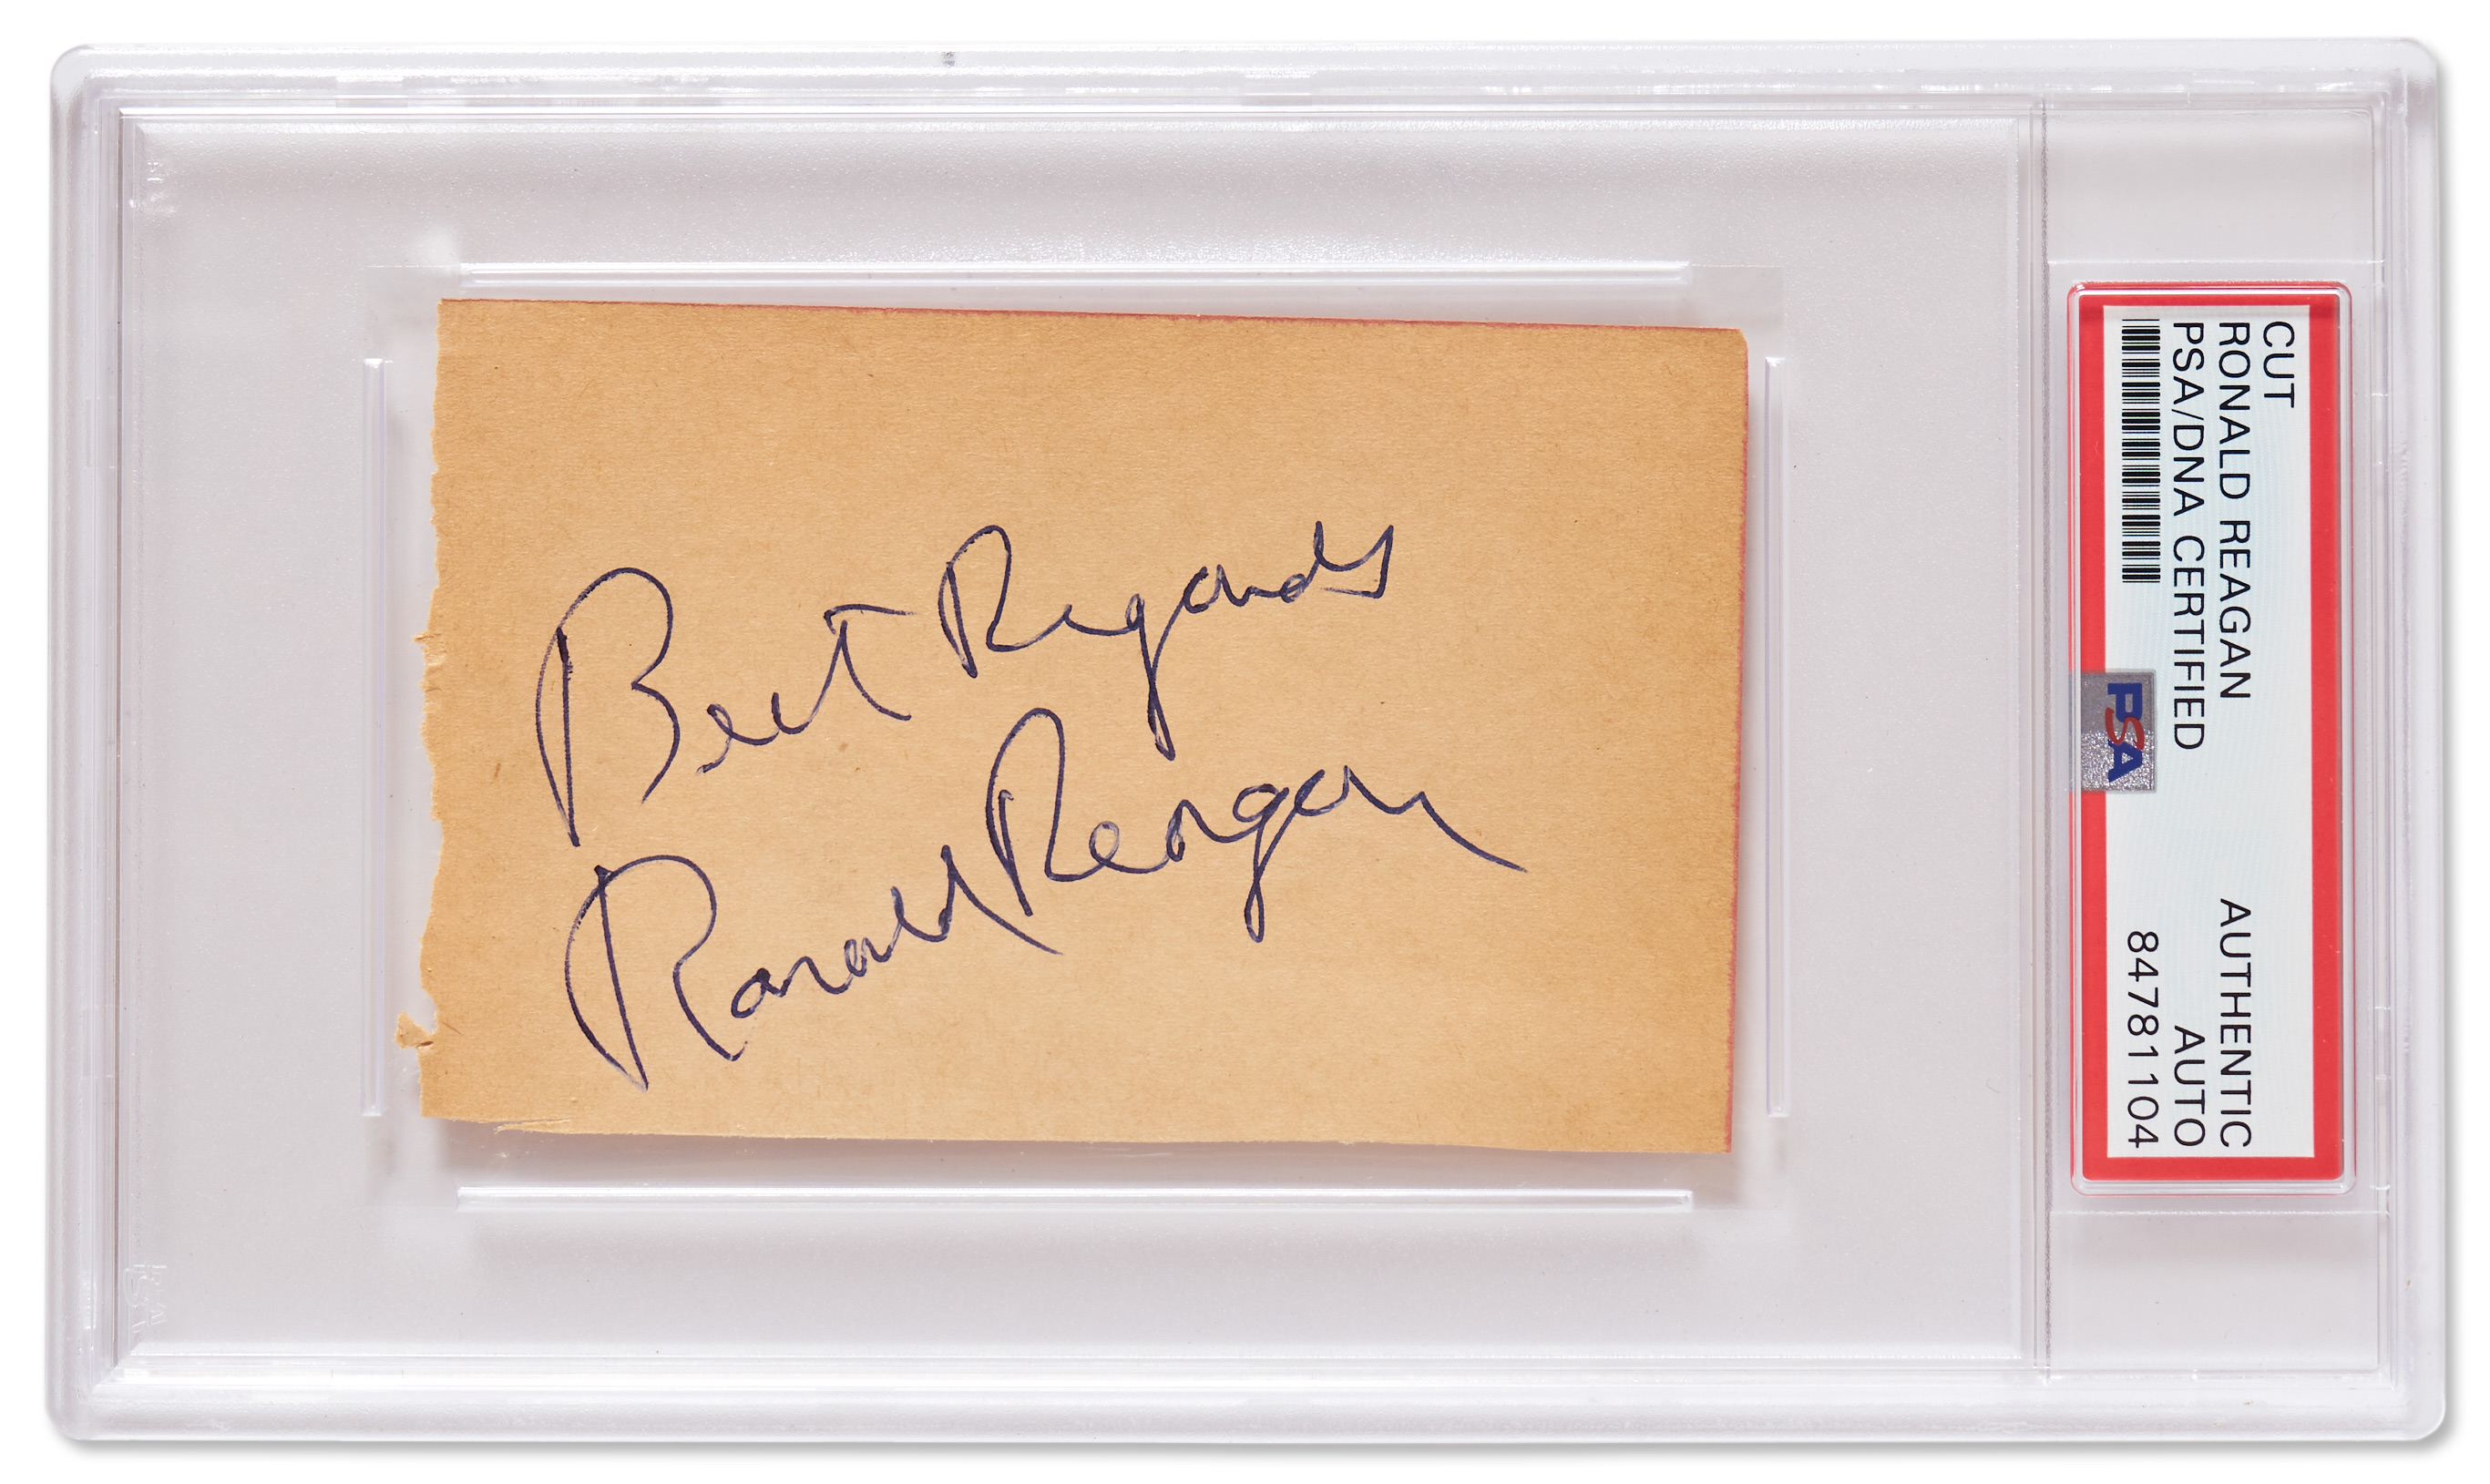 Best Regards
Ronald Reagan
CUT
RONALD REAGAN AUTHENTIC
PSA/DNA CERTIFIED AUTO
84781104
PSA